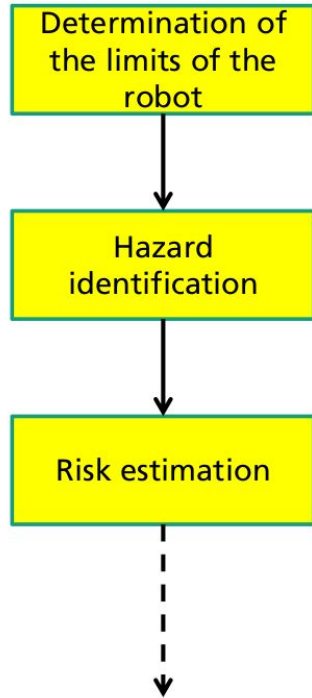 Determination of
the limits of the
robot
Hazard
identification
Risk estimation